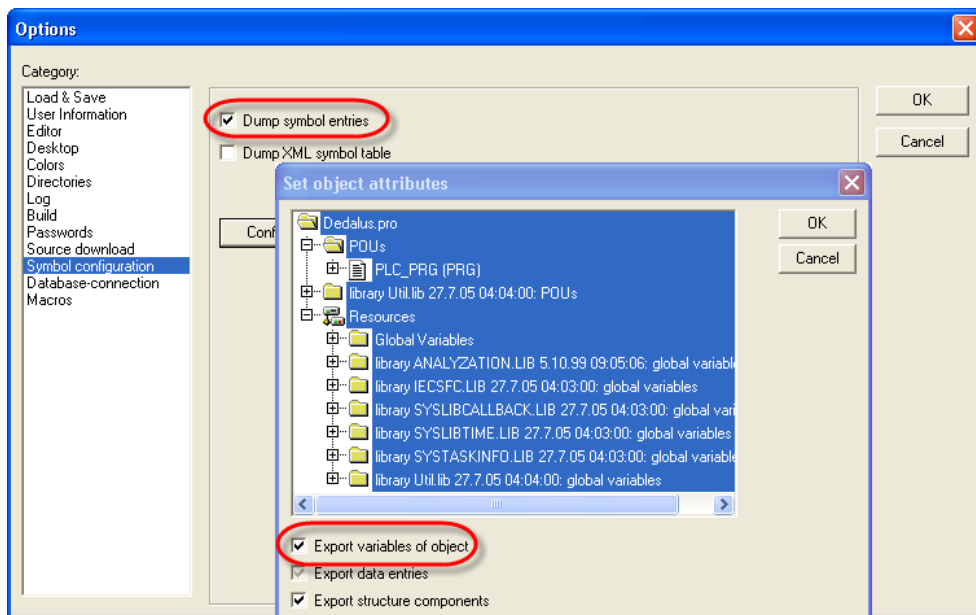 Options
Category:
Load & Save
User Information
Editor
Desktop
Colors
Directories
Log
Build
Passwords
Source download
Symbol configuration
Database-connection
Macros
Dump symbol entries
Dump XML symbol table
Conf
OK
Cancel
Set object attributes
Dedalus.pro
POUs
PLC_PRG (PRG)
library Util.lib 27.7.05 04:04:00: POUs
Resources
Global Variables
library ANALYZATION.LIB 5.10.99 09:05:06: global variabl
library IECSFC.LIB 27.7.05 04:03:00: global variables
library SYSLIBCALLBACK.LIB 27.7.05 04:03:00: global vari
library SYSLIBTIME.LIB 27.7.05 04:03:00: global variables
library SYSTASKINFO.LIB 27.7.05 04:03:00: global variable
library Util.lib 27.7.05 04:04:00: global variables
OK
Cancel
Export variables of object
Export data entries
Export structure components